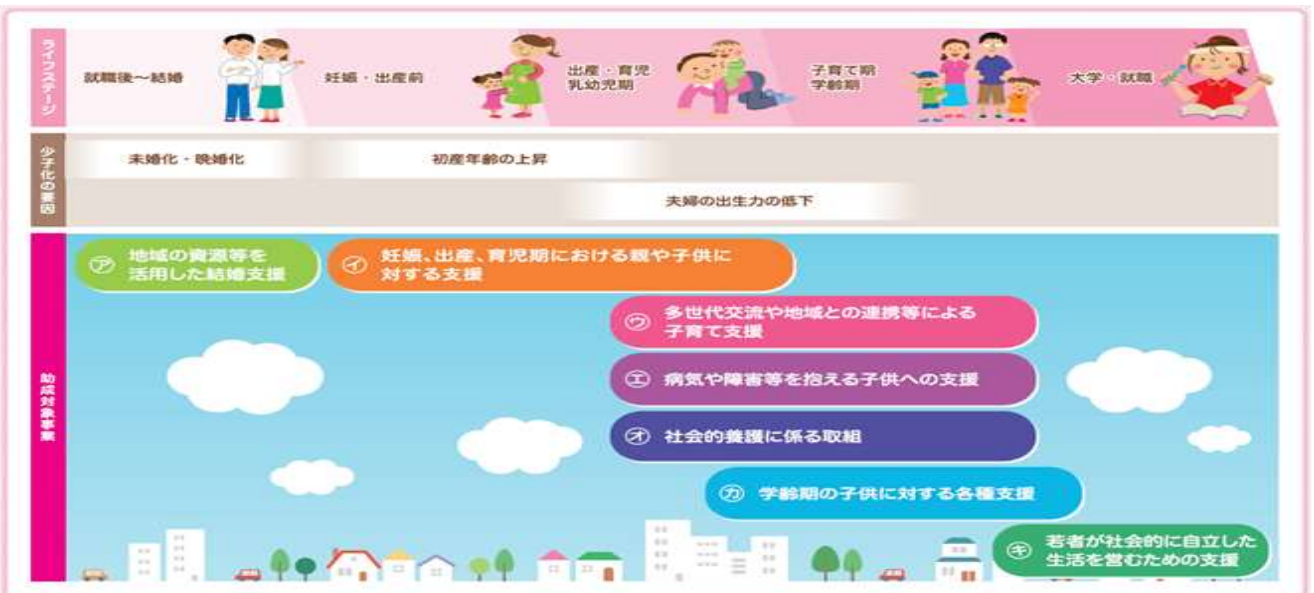 ライフステージ
就職後〜結婚
妊娠・出産前
出産・育児
乳幼児期
子育て期
学齢期
大学・就職
少子化の要因
未婚化・晩婚化
初産年齢の上昇
夫婦の出生力の低下
助成対象事業
ア 地域の資源等を
活用した結婚支援
イ 妊娠、出産、育児期における親や子供に
対する支援
ウ 多世代交流や地域との連携等による
子育て支援
エ 病気や障害等を抱える子供への支援
オ 社会的養護に係る取組
カ 学齢期の子供に対する各種支援
キ 若者が社会的に自立した
生活を営むための支援